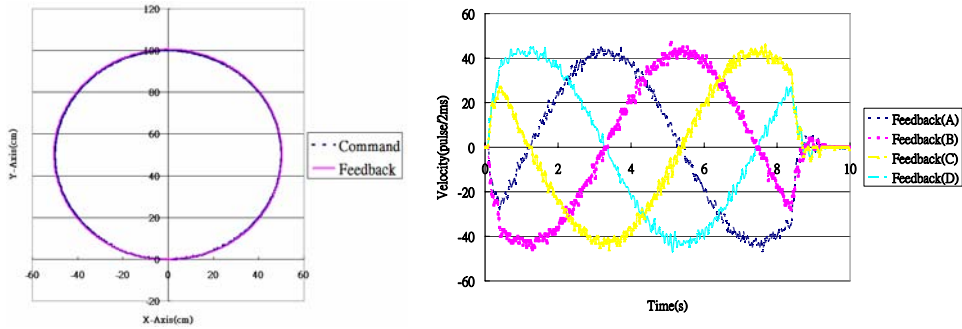 120
100
80
60
40
20
0
-20
-60 -40 -20 0 20 40 60
Y-Axis(cm)
X-Axis(cm)
Command
Feedback
60
40
20
0
-20
-40
-60
0 2 4 6 8 10
Velocity(pulse/2ms)
Time(s)
Feedback(A)
Feedback(B)
Feedback(C)
Feedback(D)